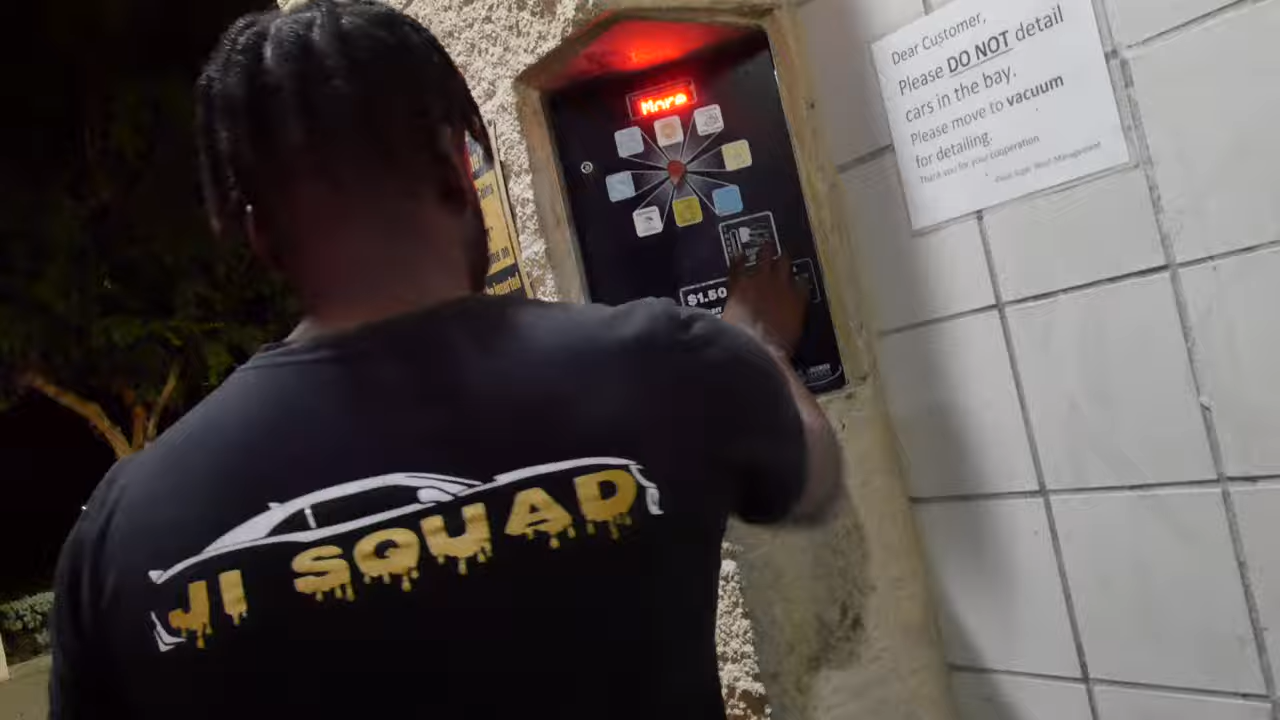 More
Dear Customer,
Please DO NOT detail
cars in the bay.
Please move to vacuum
for detailing.
Thank you for your cooperation
$1.50
JI SQUAD